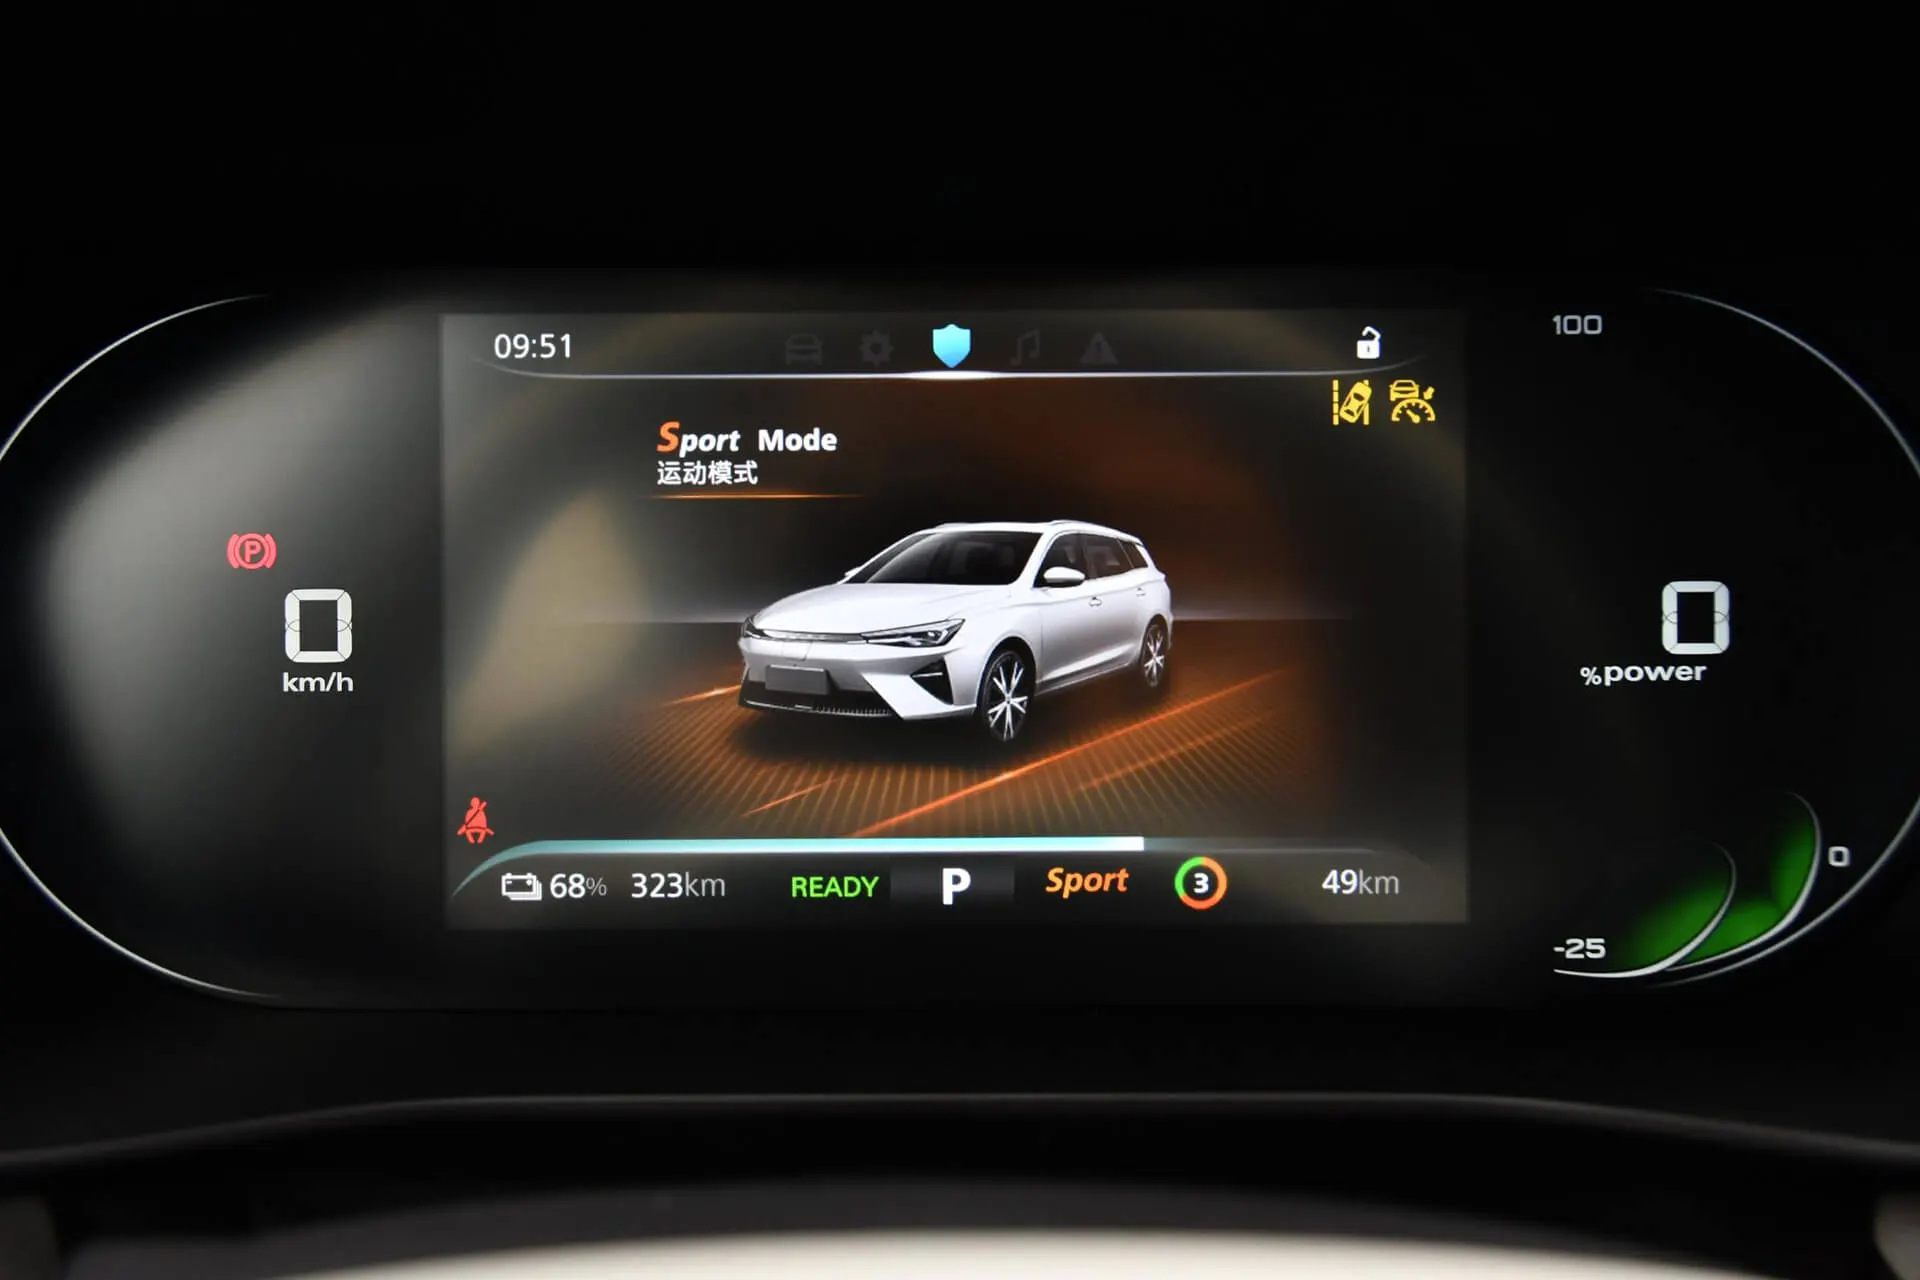 09:51
100
Sport Mode
运动模式
P
0
km/h
0
%power
0
-25
68% 323km READY P Sport 3 49km